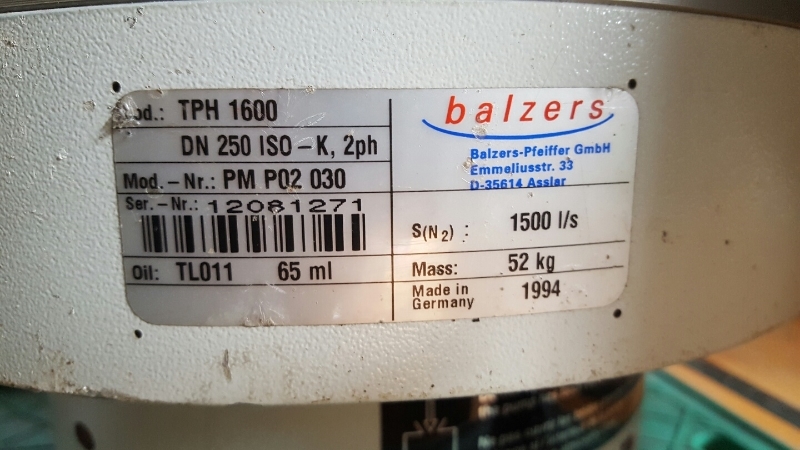 Mod.: TPH 1600
DN 250 ISO - K, 2ph
Mod. - Nr.: PM P02 030
Ser. - Nr.: 12081271
Oil: TL011 65 ml
balzers
Balzers-Pfeiffer GmbH
Emmeliusstr. 33
D-35614 Asslar
S(N₂) : 1500 l/s
Mass: 52 kg
Made in
Germany 1994